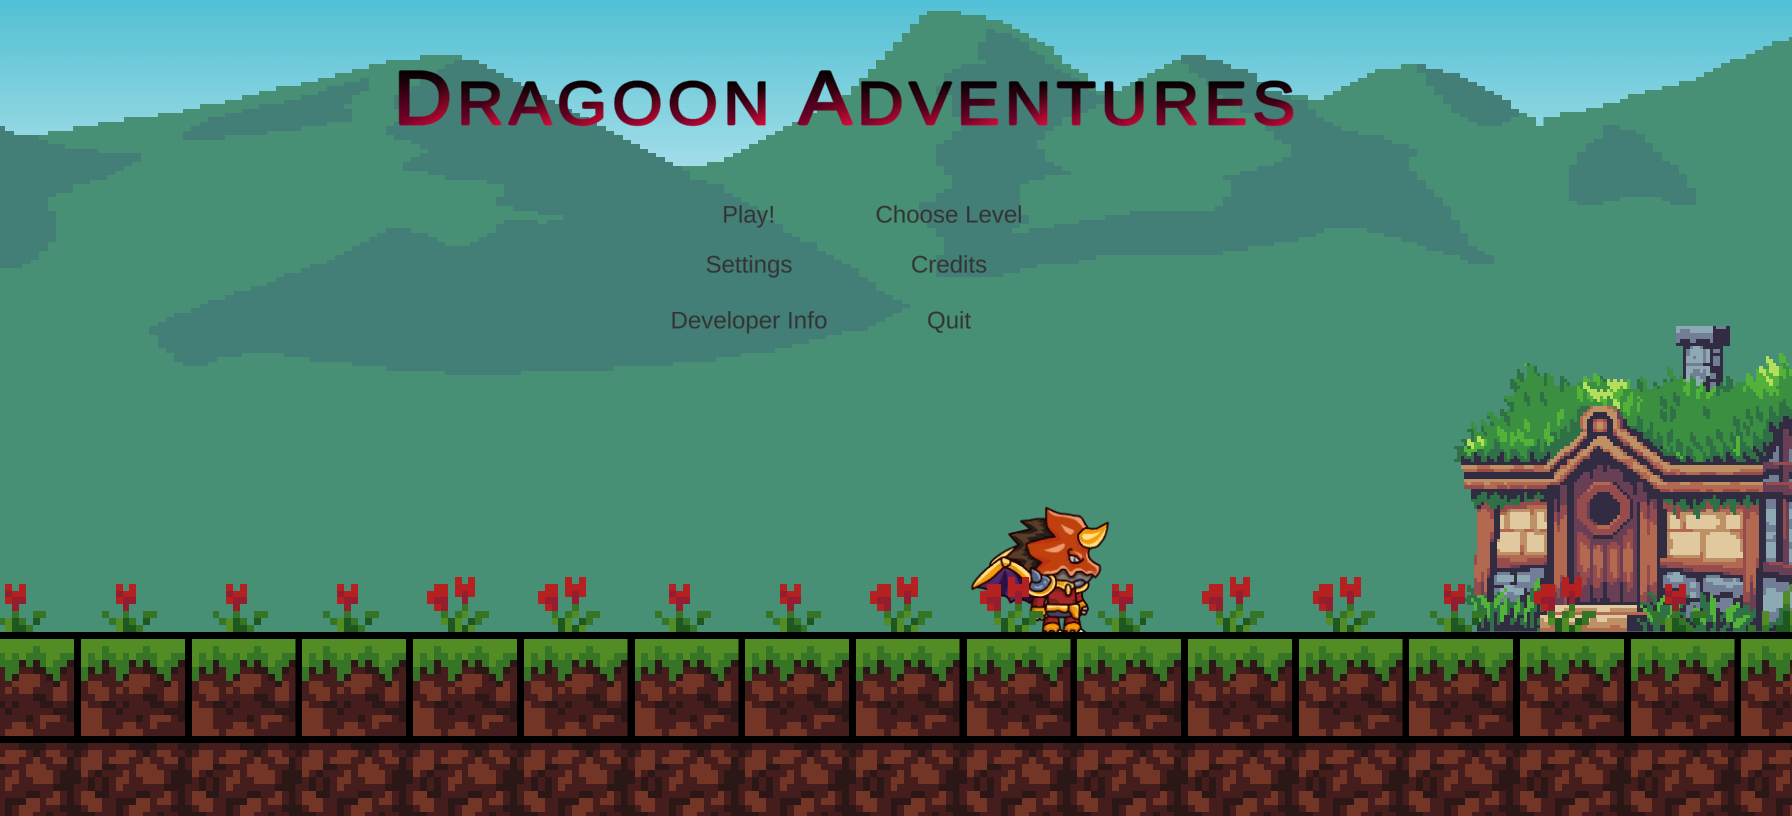 DRAGOON ADVENTURES
Play! Choose Level
Settings Credits
Developer Info Quit